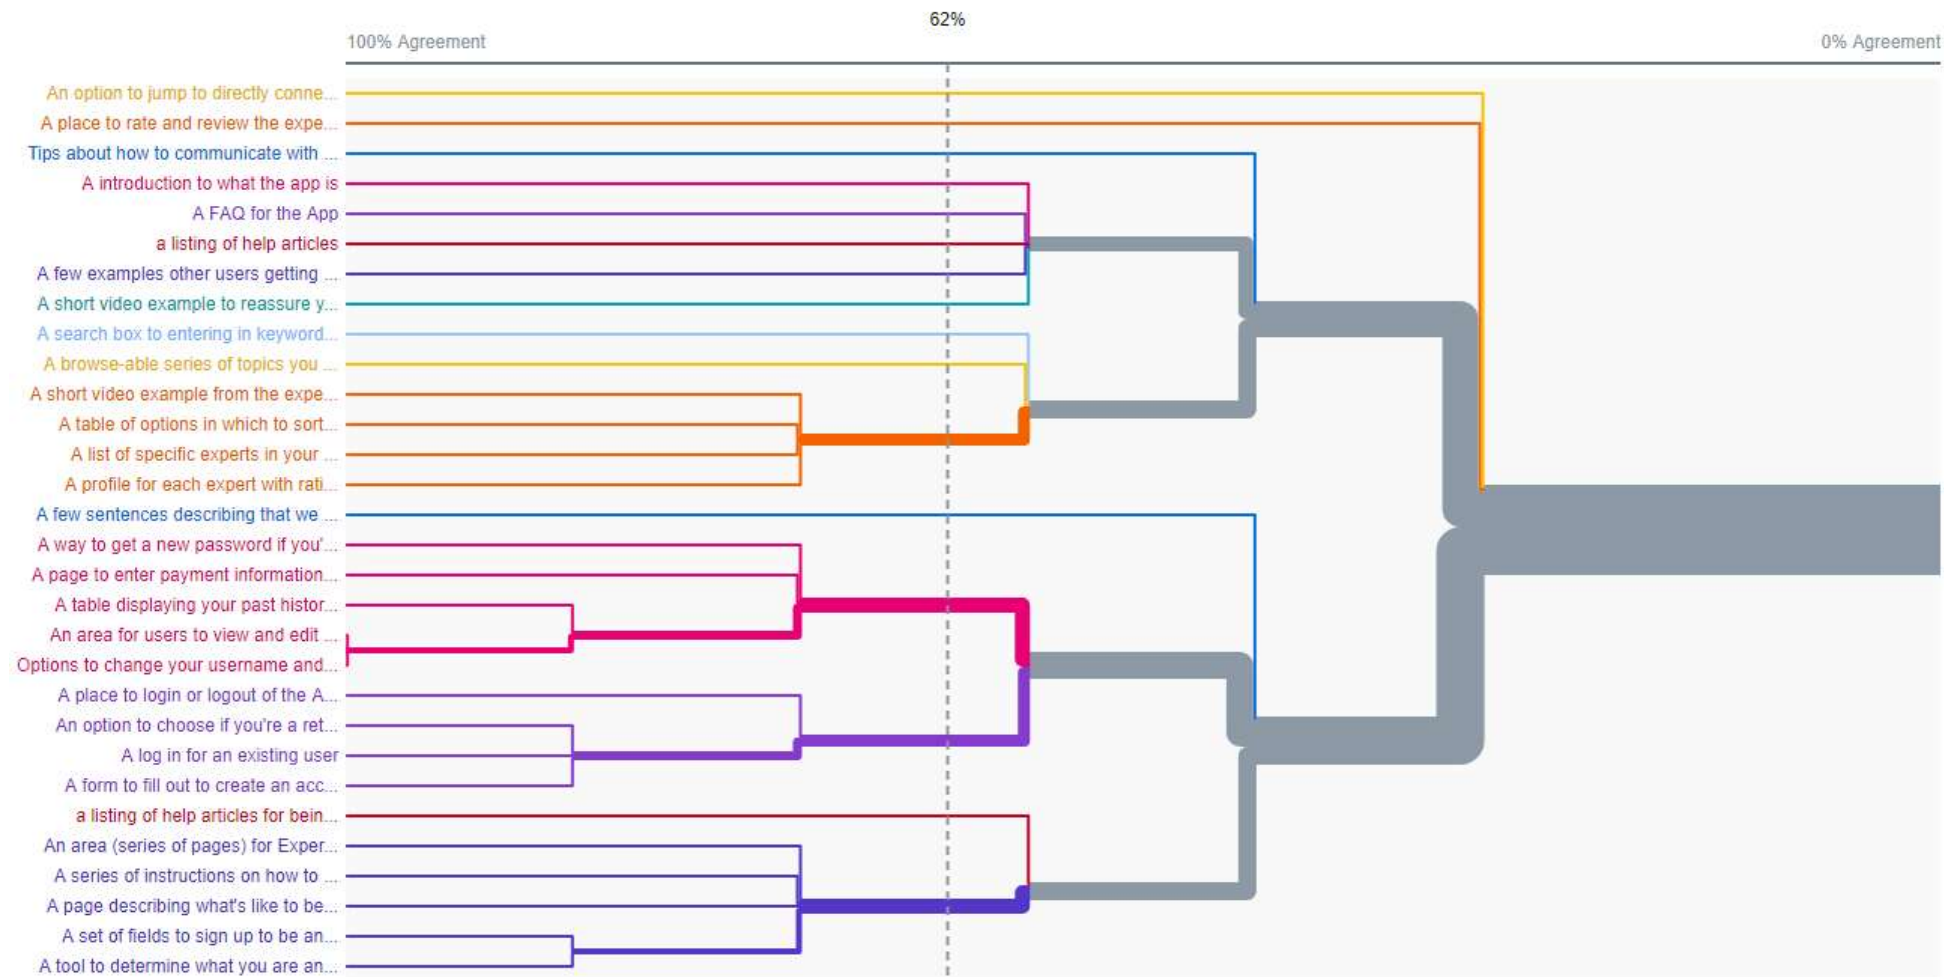 62%
100% Agreement
0% Agreement
An option to jump to directly conne...
A place to rate and review the expe...
Tips about how to communicate with ...
A introduction to what the app is
A FAQ for the App
a listing of help articles
A few examples other users getting ...
A short video example to reassure y...
A search box to entering in keyword...
A browse-able series of topics you ...
A short video example from the expe...
A table of options in which to sort...
A list of specific experts in your ...
A profile for each expert with rati...
A few sentences describing that we ...
A way to get a new password if you'...
A page to enter payment information...
A table displaying your past histor...
An area for users to view and edit ...
Options to change your username and...
A place to login or logout of the A...
An option to choose if you're a ret...
A log in for an existing user
A form to fill out to create an acc...
a listing of help articles for bein...
An area (series of pages) for Exper...
A series of instructions on how to ...
A page describing what's like to be...
A set of fields to sign up to be an...
A tool to determine what you are an...